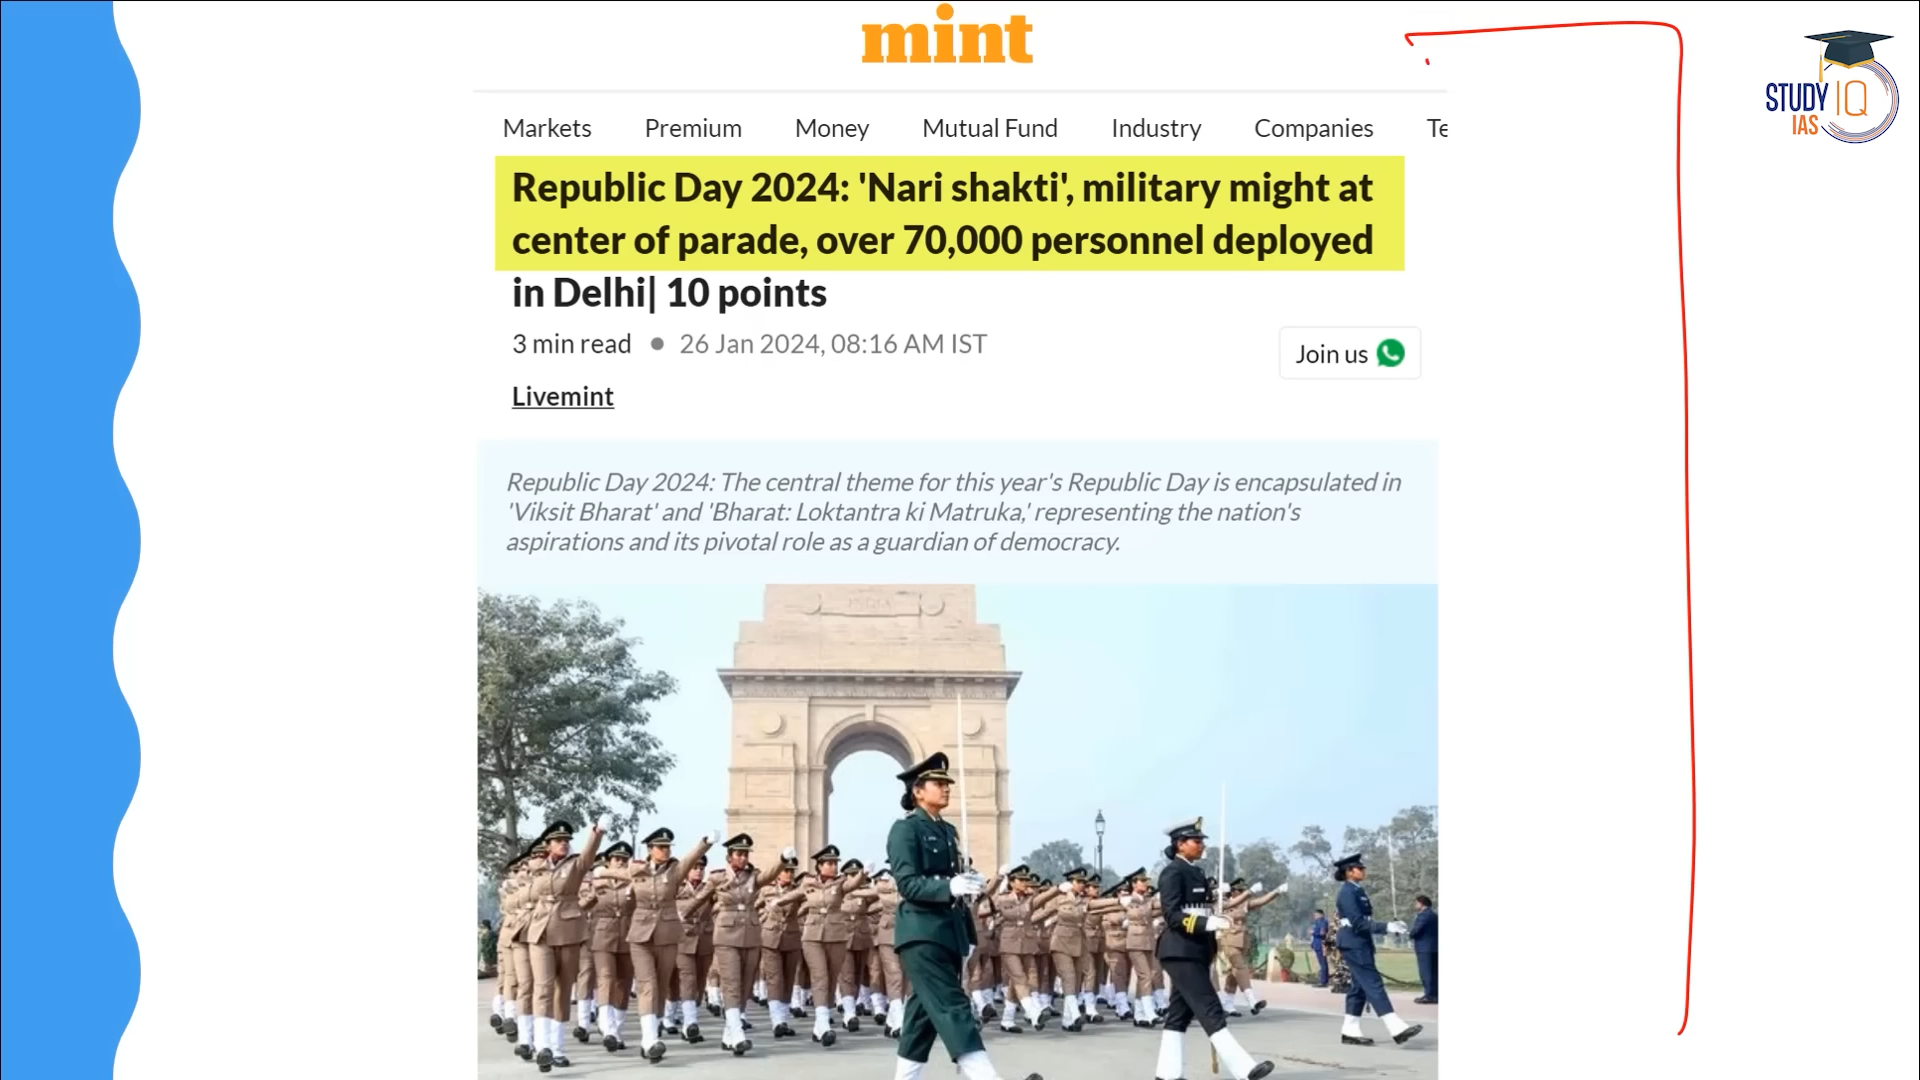 mint
STUDY IQ
IAS
Markets Premium Money Mutual Fund Industry Companies Te
Republic Day 2024: 'Nari shakti', military might at
center of parade, over 70,000 personnel deployed
in Delhi| 10 points
3 min read ● 26 Jan 2024, 08:16 AM IST
Join us
Livemint
Republic Day 2024: The central theme for this year's Republic Day is encapsulated in
'Viksit Bharat' and 'Bharat: Loktantra ki Matruka,' representing the nation's
aspirations and its pivotal role as a guardian of democracy.